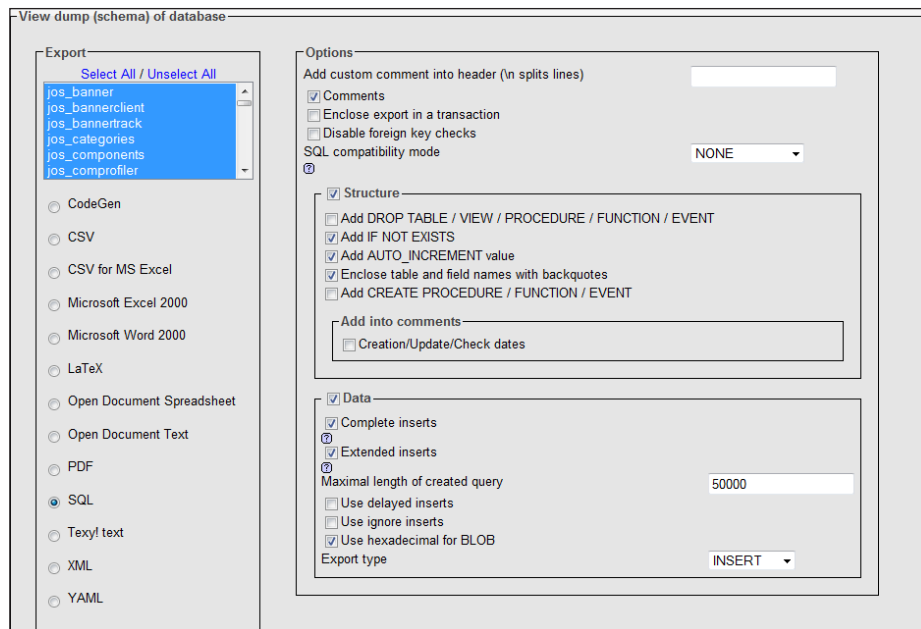 View dump (schema) of database
Export
Select All / Unselect All
jos_banner
jos_bannerclient
jos_bannertrack
jos_categories
jos_components
jos_comprofiler
CodeGen
CSV
CSV for MS Excel
Microsoft Excel 2000
Microsoft Word 2000
LaTeX
Open Document Spreadsheet
Open Document Text
PDF
SQL
Texy! text
XML
YAML
Options
Add custom comment into header (\n splits lines)
Comments
Enclose export in a transaction
Disable foreign key checks
SQL compatibility mode NONE
?
Structure
Add DROP TABLE / VIEW / PROCEDURE / FUNCTION / EVENT
Add IF NOT EXISTS
Add AUTO_INCREMENT value
Enclose table and field names with backquotes
Add CREATE PROCEDURE / FUNCTION / EVENT
Add into comments
Creation/Update/Check dates
Data
Complete inserts
?
Extended inserts
?
Maximal length of created query 50000
Use delayed inserts
Use ignore inserts
Use hexadecimal for BLOB
Export type INSERT